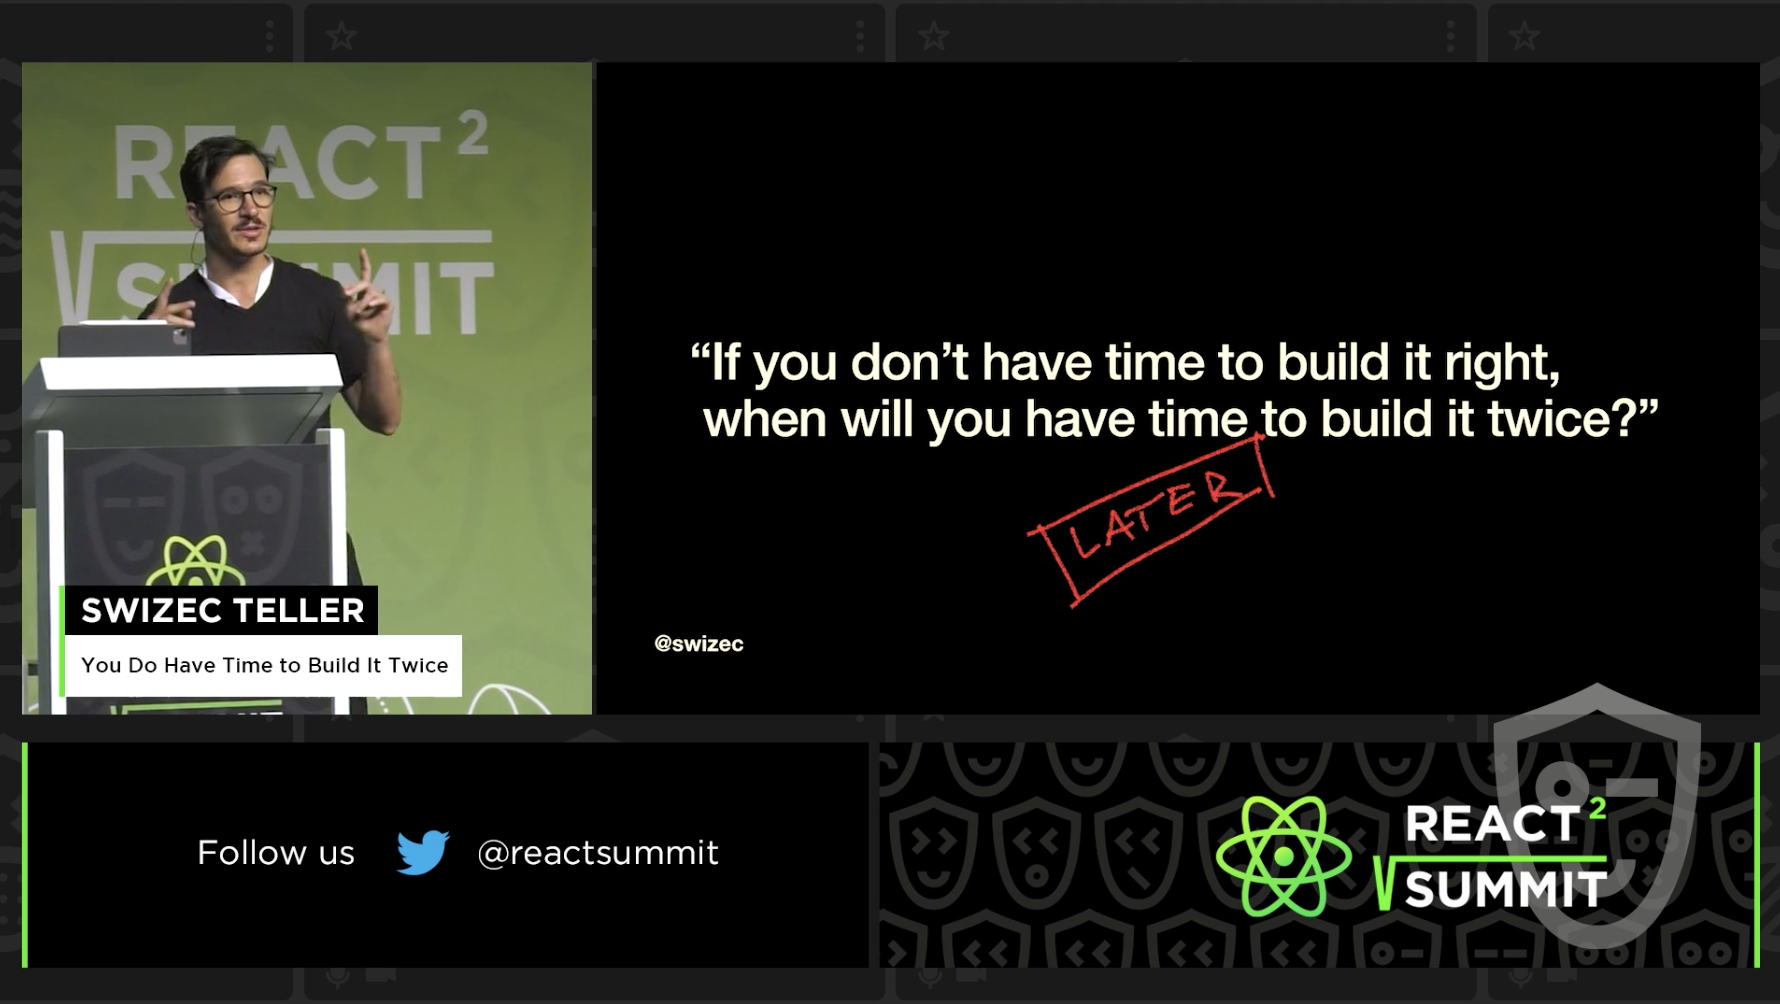 REACT²
SUMMIT
“If you don’t have time to build it right,
when will you have time to build it twice?”
LATER
@swizec
SWIZEC TELLER
You Do Have Time to Build It Twice
Follow us @reactsummit
REACT²
SUMMIT